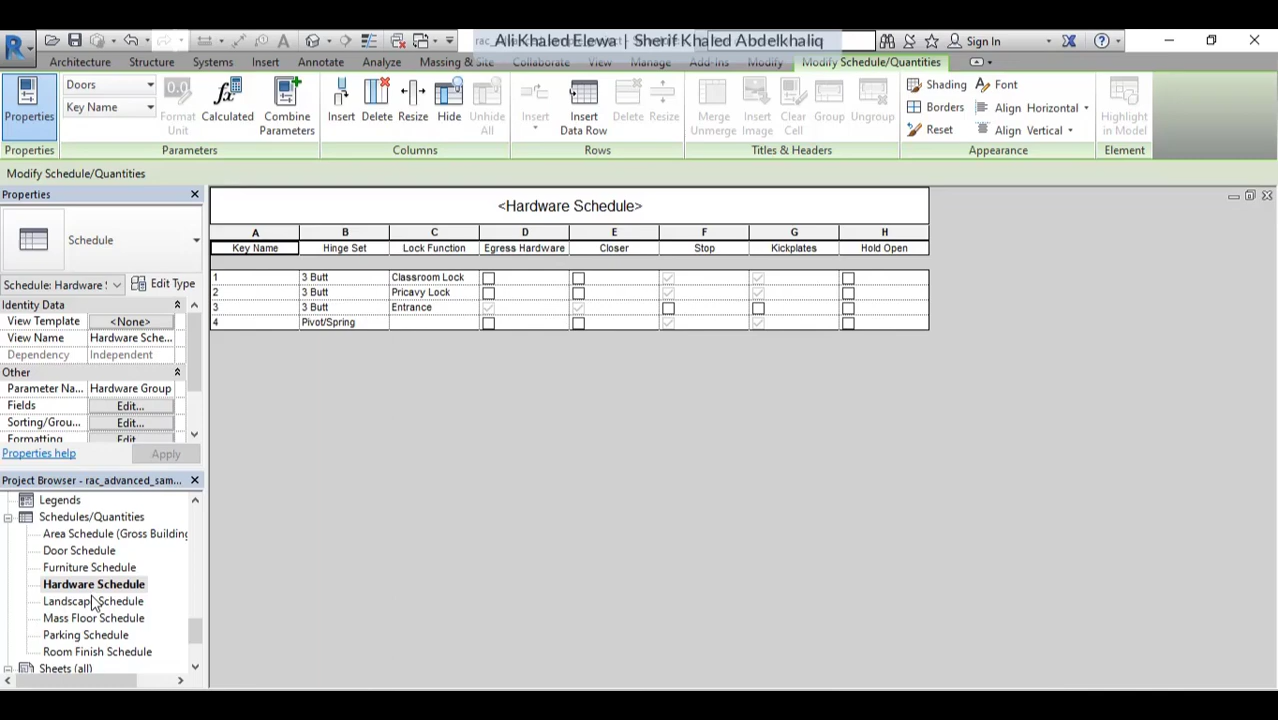 R
Ali Khaled Elewa | Sherif Khaled Abdelkhaliq
Sign In
Architecture Structure Systems Insert Annotate Analyze Massing & Site Collaborate View Manage Add-Ins Modify Modify Schedule/Quantities
Properties
Doors
Key Name
0.0
Format Unit
Calculated
Combine Parameters
Insert
Delete
Resize
Hide
Unhide All
Insert
Insert Data Row
Delete
Resize
Merge Unmerge
Insert Image
Clear Cell
Group
Ungroup
Shading
Borders
Reset
Font
Align Horizontal
Align Vertical
Highlight in Model
Properties Parameters Columns Rows Titles & Headers Appearance Element
Modify Schedule/Quantities
Properties
Schedule
Schedule: Hardware Edit Type
Identity Data
View Template <None>
View Name Hardware Sche...
Dependency Independent
Other
Parameter Na... Hardware Group
Fields Edit...
Sorting/Grou... Edit...
Formatting Edit
Properties help Apply
Project Browser - rac_advanced_sam...
Legends
Schedules/Quantities
Area Schedule (Gross Building
Door Schedule
Furniture Schedule
Hardware Schedule
Landscap Schedule
Mass Floor Schedule
Parking Schedule
Room Finish Schedule
Sheets (all)
<Hardware Schedule>
A B C D E F G H
Key Name Hinge Set Lock Function Egress Hardware Closer Stop Kickplates Hold Open
1 3 Butt Classroom Lock
2 3 Butt Pricavy Lock
3 3 Butt Entrance
4 Pivot/Spring